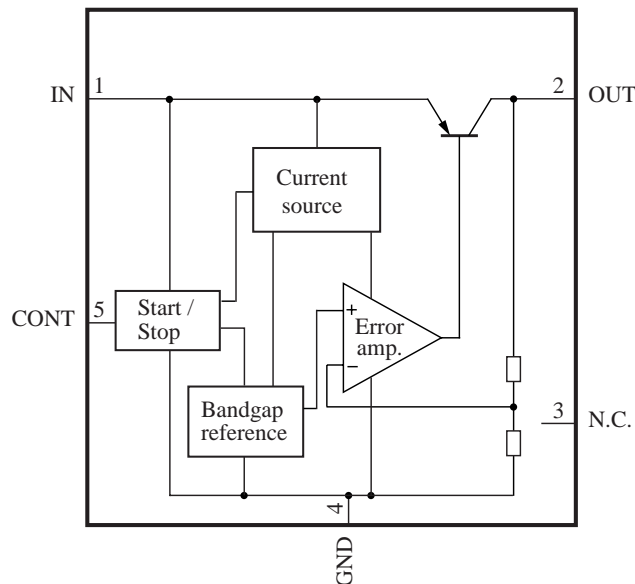 IN
1
2
OUT
Current
source
CONT
5
Start /
Stop
+
Error
amp.
−
Bandgap
reference
3
N.C.
4
GND